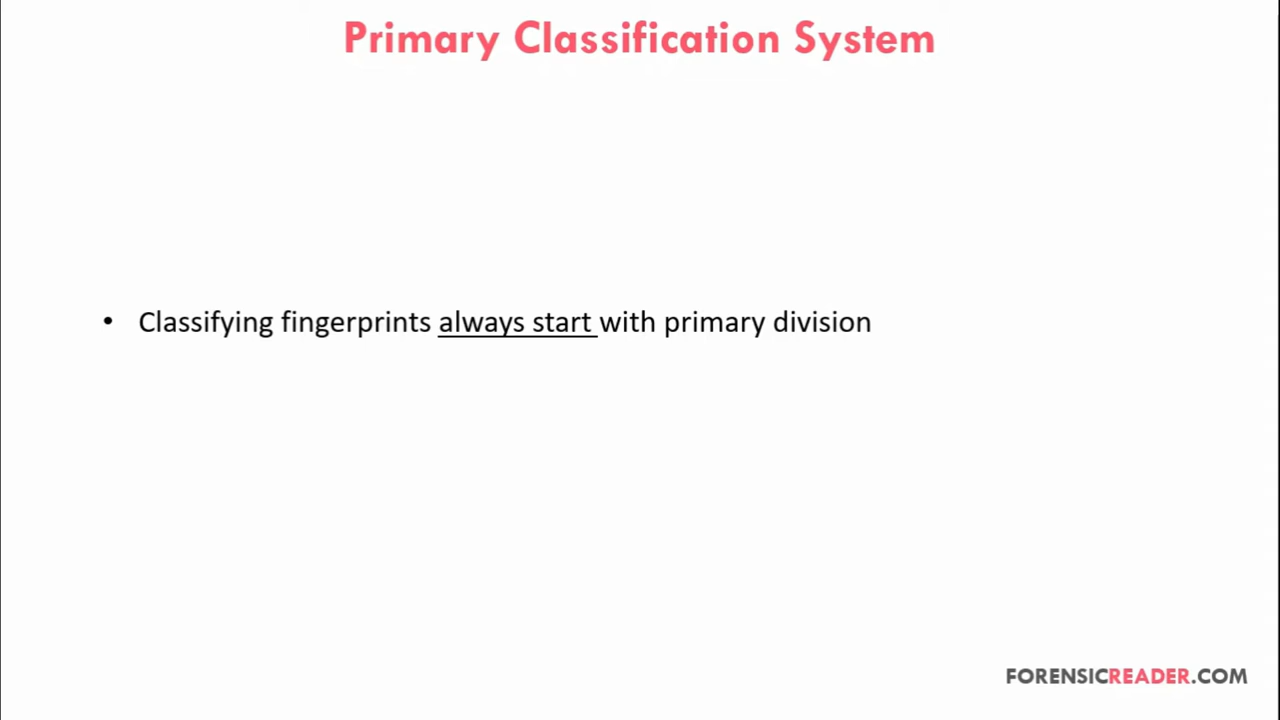 Primary Classification System
• Classifying fingerprints always start with primary division
FORENSICREADER.COM